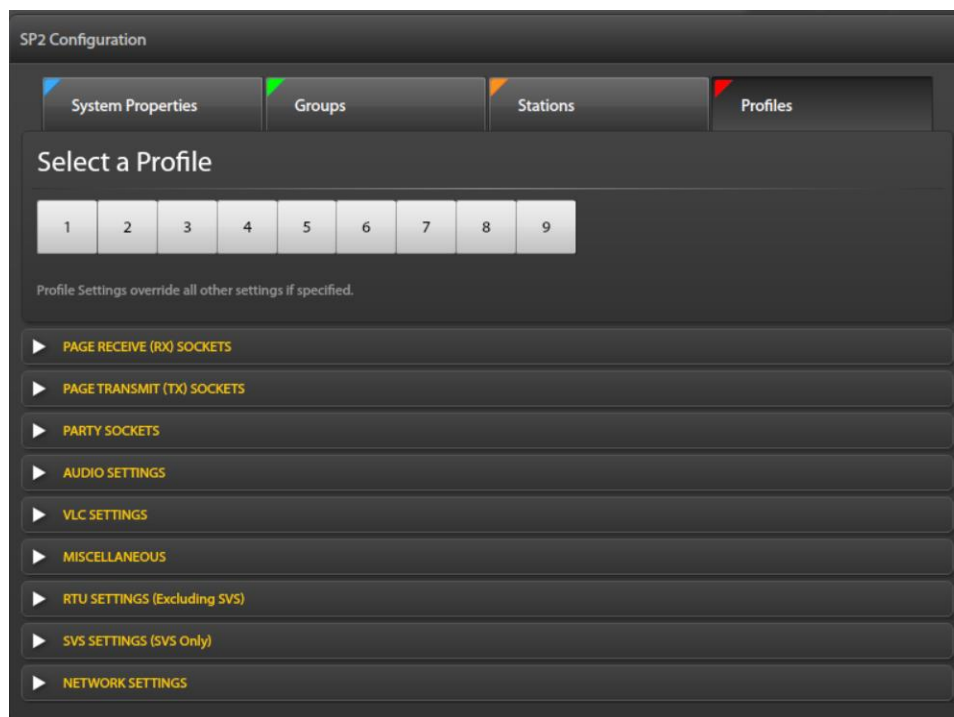 SP2 Configuration
System Properties Groups Stations Profiles
Select a Profile
1 2 3 4 5 6 7 8 9
Profile Settings override all other settings if specified.
PAGE RECEIVE (RX) SOCKETS
PAGE TRANSMIT (TX) SOCKETS
PARTY SOCKETS
AUDIO SETTINGS
VLC SETTINGS
MISCELLANEOUS
RTU SETTINGS (Excluding SVS)
SVS SETTINGS (SVS Only)
NETWORK SETTINGS